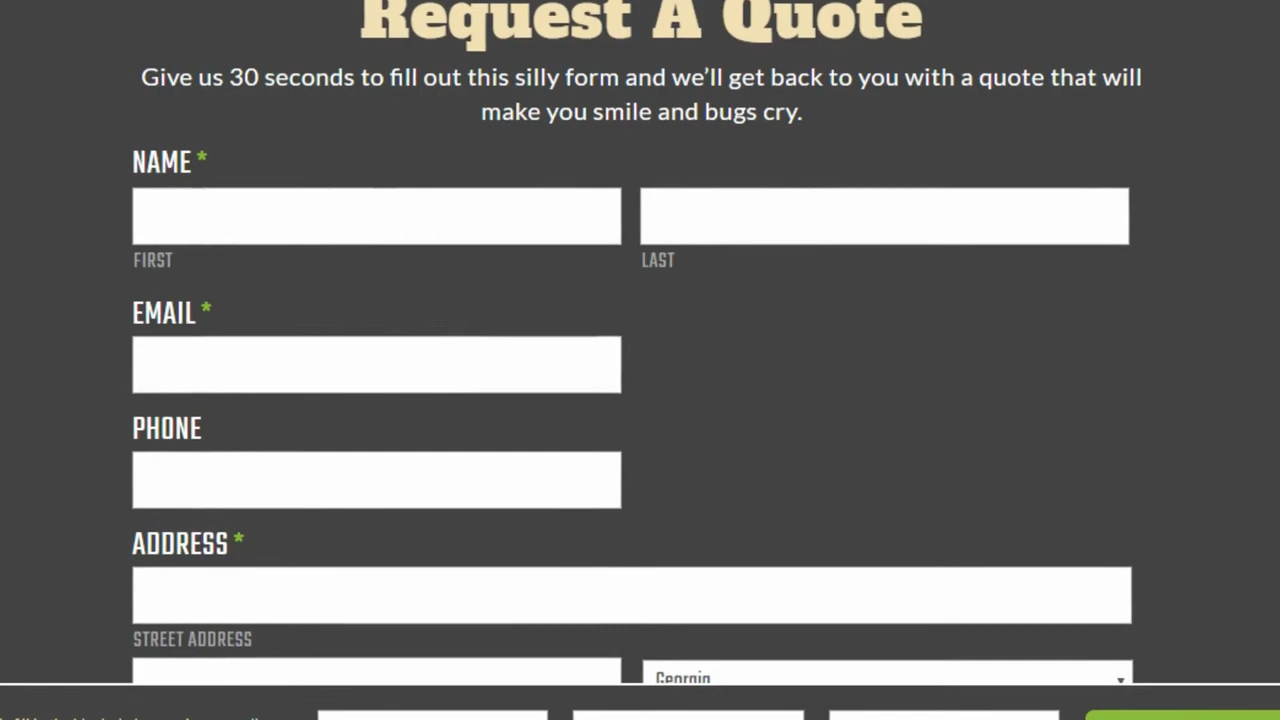 Request A Quote
Give us 30 seconds to fill out this silly form and we’ll get back to you with a quote that will
make you smile and bugs cry.
NAME *
FIRST
LAST
EMAIL *
PHONE
ADDRESS *
STREET ADDRESS
Georgia